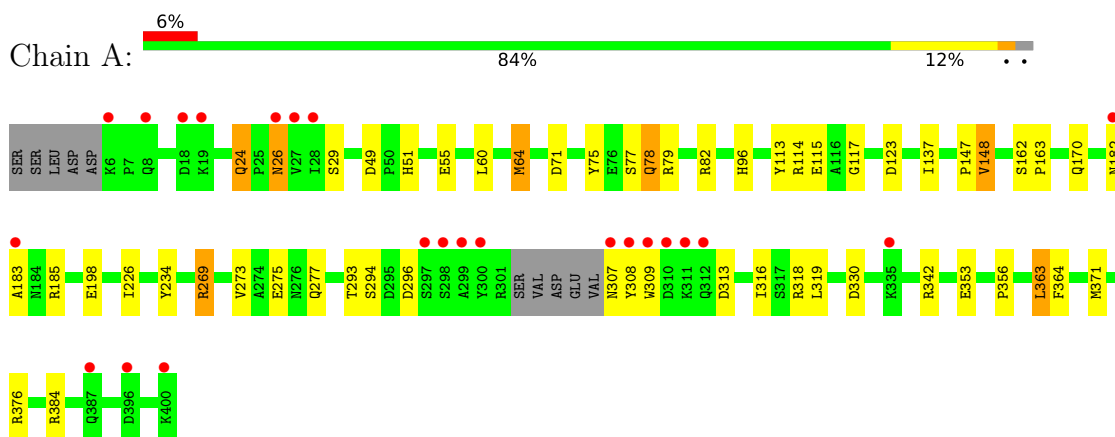 6%
Chain A:
84% 12% • •
SER SER LEU ASP ASP K6 P7 Q8 D18 K19 Q24 P25 N26 V27 I28 S29 D49 P50 H51 E55 L60 M64 D71 Y75 E76 S77 Q78 R79 R82 H96 Y113 R114 E115 A116 G117 D123 I137 P147 V148 S162 P163 Q170 N182
A183 N184 R185 E198 I226 Y234 R269 V273 A274 E275 N276 Q277 T293 S294 D295 D296 S297 S298 A299 Y300 R301 SER VAL ASP GLU VAL N307 Y308 W309 D310 K311 Q312 D313 I316 S317 R318 L319 D330 K335 R342 E353 P356 L363 F364 M371
R376 R384 Q387 D396 K400